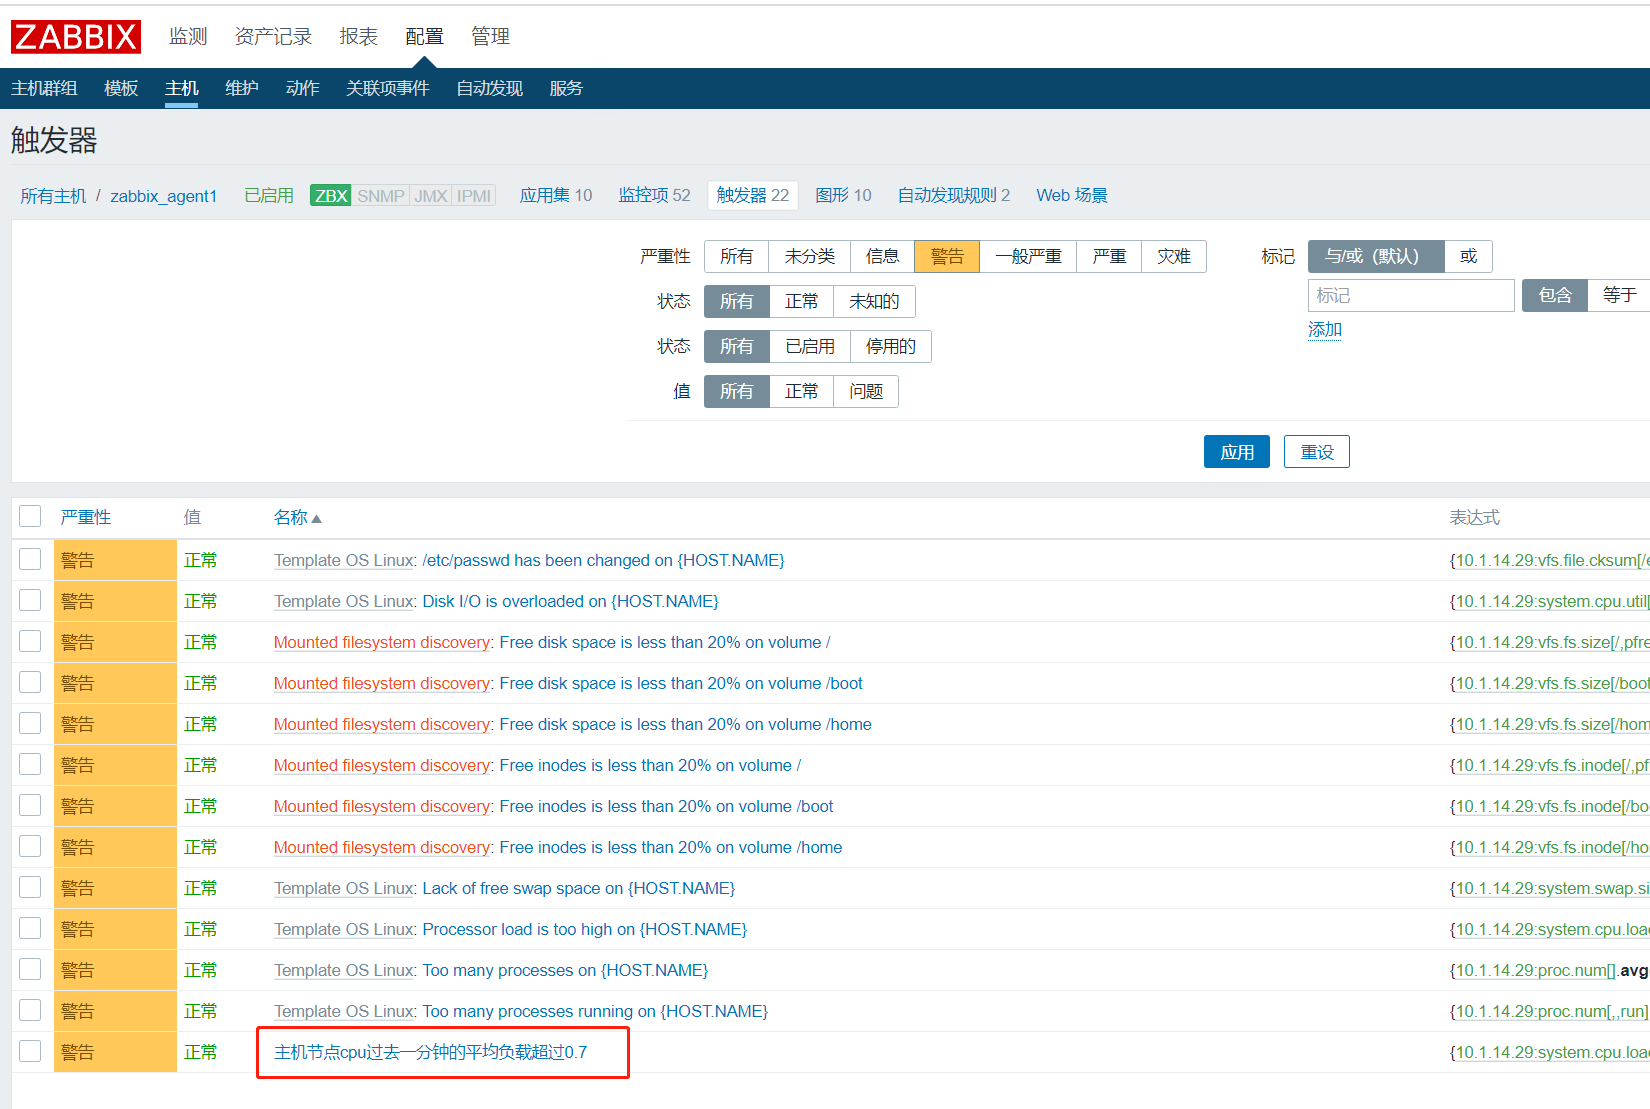 ZABBIX 监测 资产记录 报表 配置 管理
主机群组 模板 主机 维护 动作 关联项事件 自动发现 服务
触发器
所有主机 / zabbix_agent1 已启用 ZBX SNMP JMX IPMI 应用集 10 监控项 52 触发器 22 图形 10 自动发现规则 2 Web 场景
严重性 所有 未分类 信息 警告 一般严重 严重 灾难 标记 与/或（默认） 或
标记 包含 等于
状态 所有 正常 未知的
添加
状态 所有 已启用 停用的
值 所有 正常 问题
应用 重设
严重性 值 名称▲ 表达式
警告 正常 Template OS Linux: /etc/passwd has been changed on {HOST.NAME} {10.1.14.29:vfs.file.cksum[/e
警告 正常 Template OS Linux: Disk I/O is overloaded on {HOST.NAME} {10.1.14.29:system.cpu.util[
警告 正常 Mounted filesystem discovery: Free disk space is less than 20% on volume / {10.1.14.29:vfs.fs.size[/,pfre
警告 正常 Mounted filesystem discovery: Free disk space is less than 20% on volume /boot {10.1.14.29:vfs.fs.size[/boot
警告 正常 Mounted filesystem discovery: Free disk space is less than 20% on volume /home {10.1.14.29:vfs.fs.size[/hom
警告 正常 Mounted filesystem discovery: Free inodes is less than 20% on volume / {10.1.14.29:vfs.fs.inode[/,pf
警告 正常 Mounted filesystem discovery: Free inodes is less than 20% on volume /boot {10.1.14.29:vfs.fs.inode[/bo
警告 正常 Mounted filesystem discovery: Free inodes is less than 20% on volume /home {10.1.14.29:vfs.fs.inode[/ho
警告 正常 Template OS Linux: Lack of free swap space on {HOST.NAME} {10.1.14.29:system.swap.si
警告 正常 Template OS Linux: Processor load is too high on {HOST.NAME} {10.1.14.29:system.cpu.loa
警告 正常 Template OS Linux: Too many processes on {HOST.NAME} {10.1.14.29:proc.num[].avg
警告 正常 Template OS Linux: Too many processes running on {HOST.NAME} {10.1.14.29:proc.num[,,run]
警告 正常 主机节点cpu过去一分钟的平均负载超过0.7 {10.1.14.29:system.cpu.loa